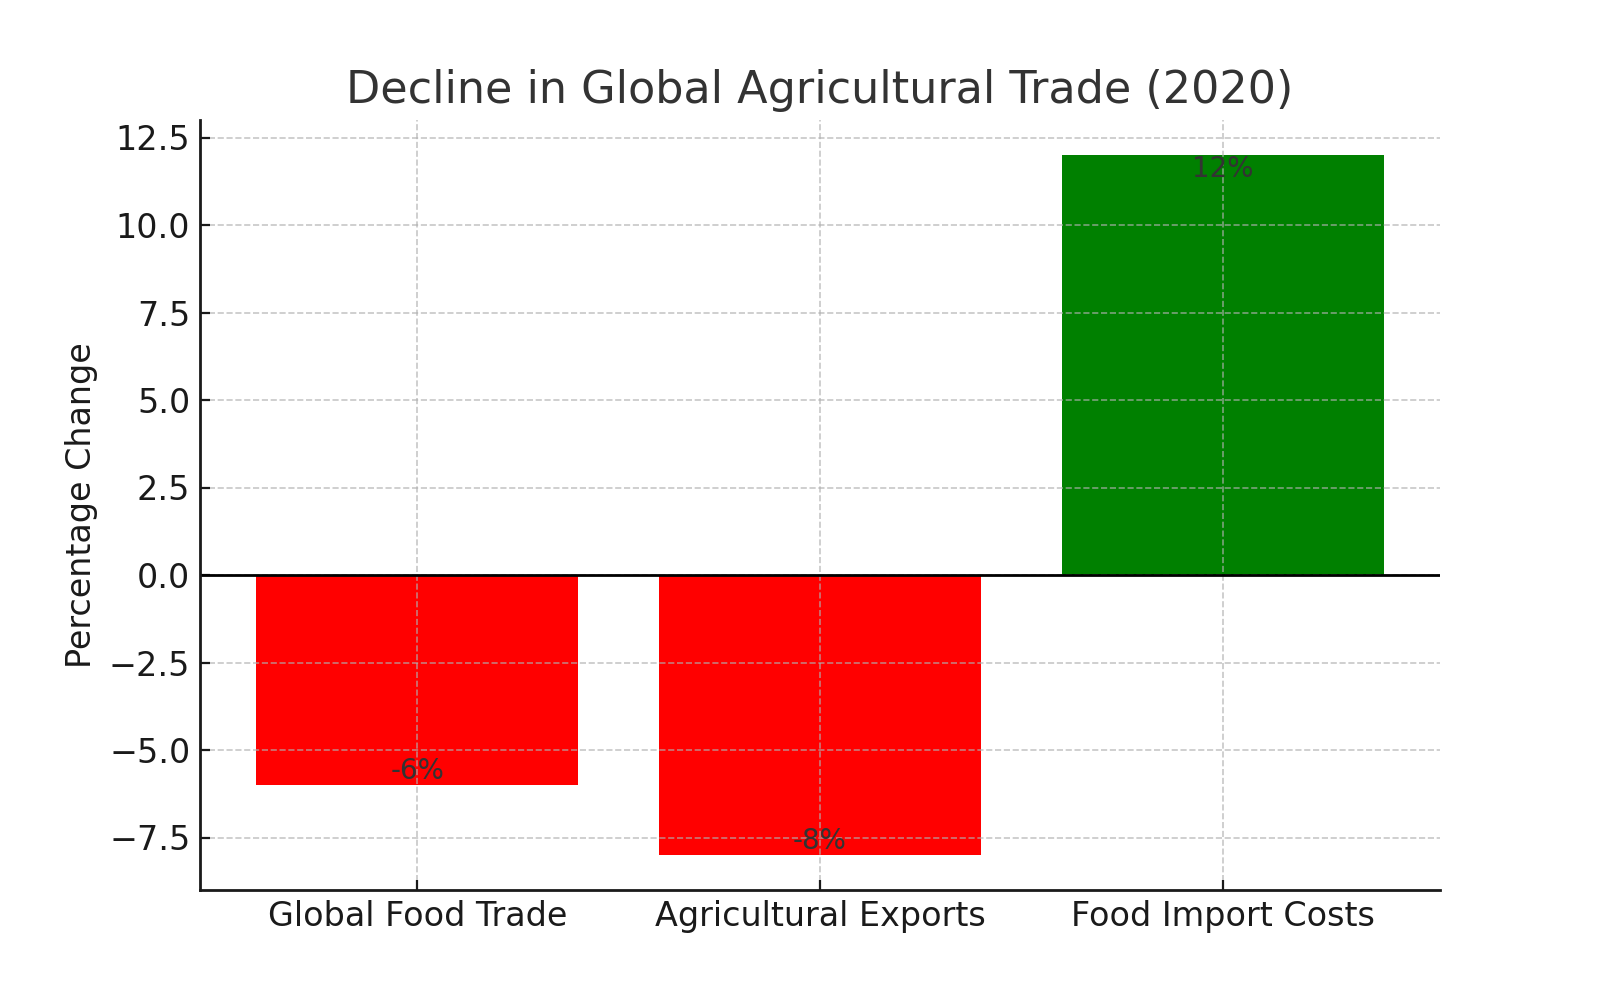 Decline in Global Agricultural Trade (2020)
Percentage Change
12.5
10.0
7.5
5.0
2.5
0.0
−2.5
−5.0
−7.5
-6%
-8%
12%
Global Food Trade
Agricultural Exports
Food Import Costs